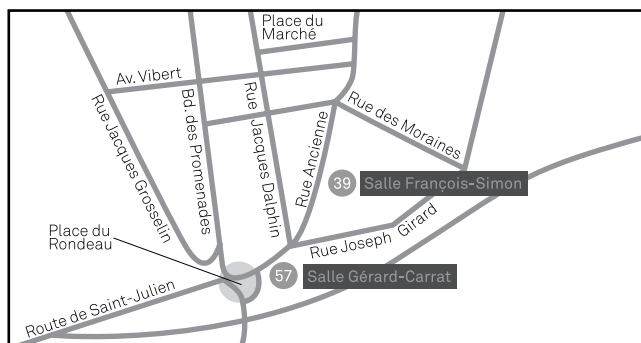 Place du
Marché
Av. Vibert
Rue Jacques Grosselin
Bd. des Promenades
Rue Jacques Dalphin
Rue Ancienne
Rue des Moraines
39 Salle François-Simon
Rue Joseph Girard
Place du
Rondeau
57 Salle Gérard-Carrat
Route de Saint-Julien